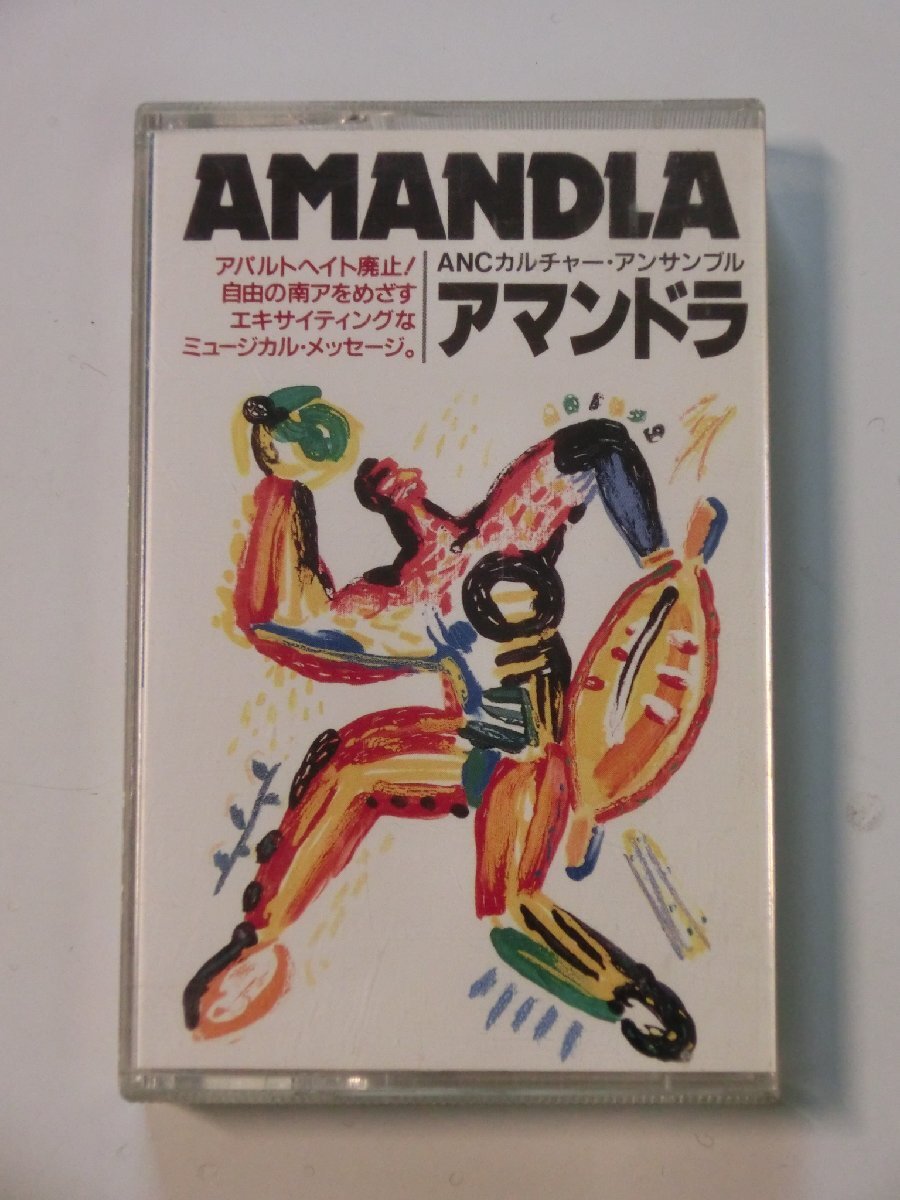 AMANDLA
アパルトヘイト廃止!
自由の南アをめざす
エキサイティングな
ミュージカル・メッセージ。
ANCカルチャー・アンサンブル
アマンドラ